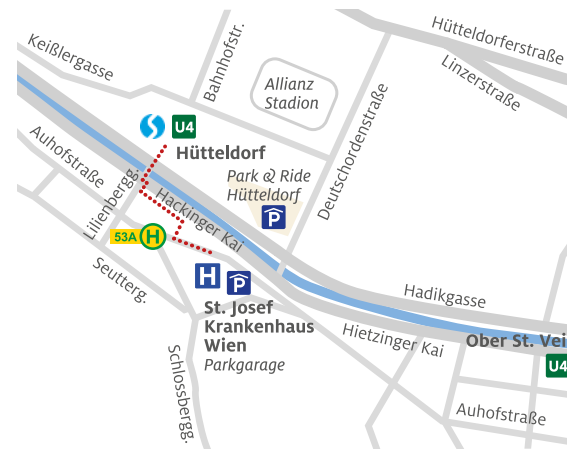 Keißlergasse
Bahnhofstr.
Hütteldorferstraße
Linzerstraße
Allianz
Stadion
Deutschordenstraße
U4
Hütteldorf
Auhofstraße
Park & Ride
Hütteldorf
P
Lilienbergg.
Hackinger Kai
53A
H
Seutterg.
H
P
St. Josef
Krankenhaus
Wien
Parkgarage
Hadikgasse
Hietzinger Kai
Ober St. Vei
U4
Schlossbergg.
Auhofstraße